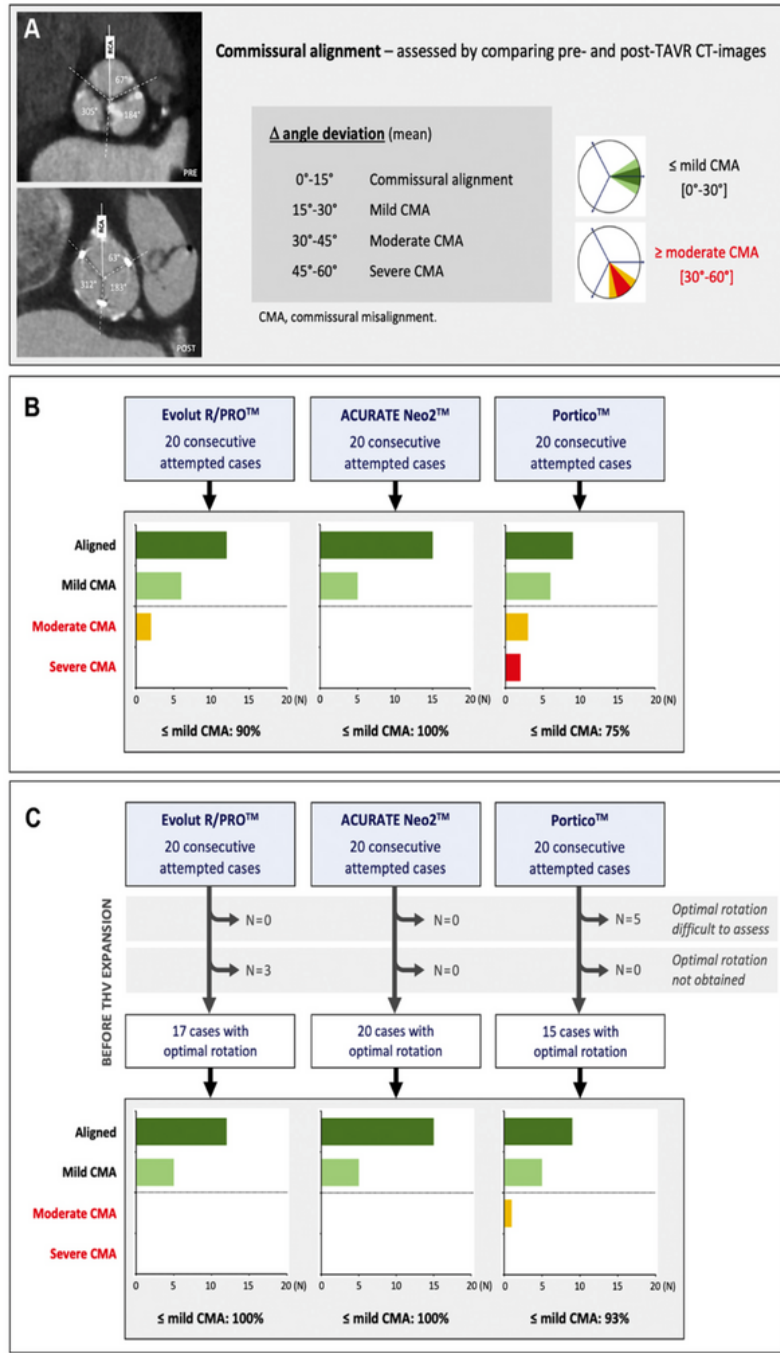 A
RCA
67°
305°
184°
PRE
RCA
63°
312°
183°
POST
Commissural alignment – assessed by comparing pre- and post-TAVR CT-images
Δ angle deviation (mean)
0°-15° Commissural alignment
15°-30° Mild CMA
30°-45° Moderate CMA
45°-60° Severe CMA
CMA, commissural misalignment.
≤ mild CMA
[0°-30°]
≥ moderate CMA
[30°-60°]
B
Evolut R/PRO™ ACURATE Neo2™ Portico™
20 consecutive 20 consecutive 20 consecutive
attempted cases attempted cases attempted cases
Aligned
Mild CMA
Moderate CMA
Severe CMA
0 5 10 15 20 (N) 0 5 10 15 20 (N) 0 5 10 15 20 (N)
≤ mild CMA: 90% ≤ mild CMA: 100% ≤ mild CMA: 75%
C
Evolut R/PRO™ ACURATE Neo2™ Portico™
20 consecutive 20 consecutive 20 consecutive
attempted cases attempted cases attempted cases
BEFORE THV EXPANSION
N=0 N=0 N=5 Optimal rotation
difficult to assess
N=3 N=0 N=0 Optimal rotation
not obtained
17 cases with 20 cases with 15 cases with
optimal rotation optimal rotation optimal rotation
Aligned
Mild CMA
Moderate CMA
Severe CMA
0 5 10 15 20 (N) 0 5 10 15 20 (N) 0 5 10 15 20 (N)
≤ mild CMA: 100% ≤ mild CMA: 100% ≤ mild CMA: 93%